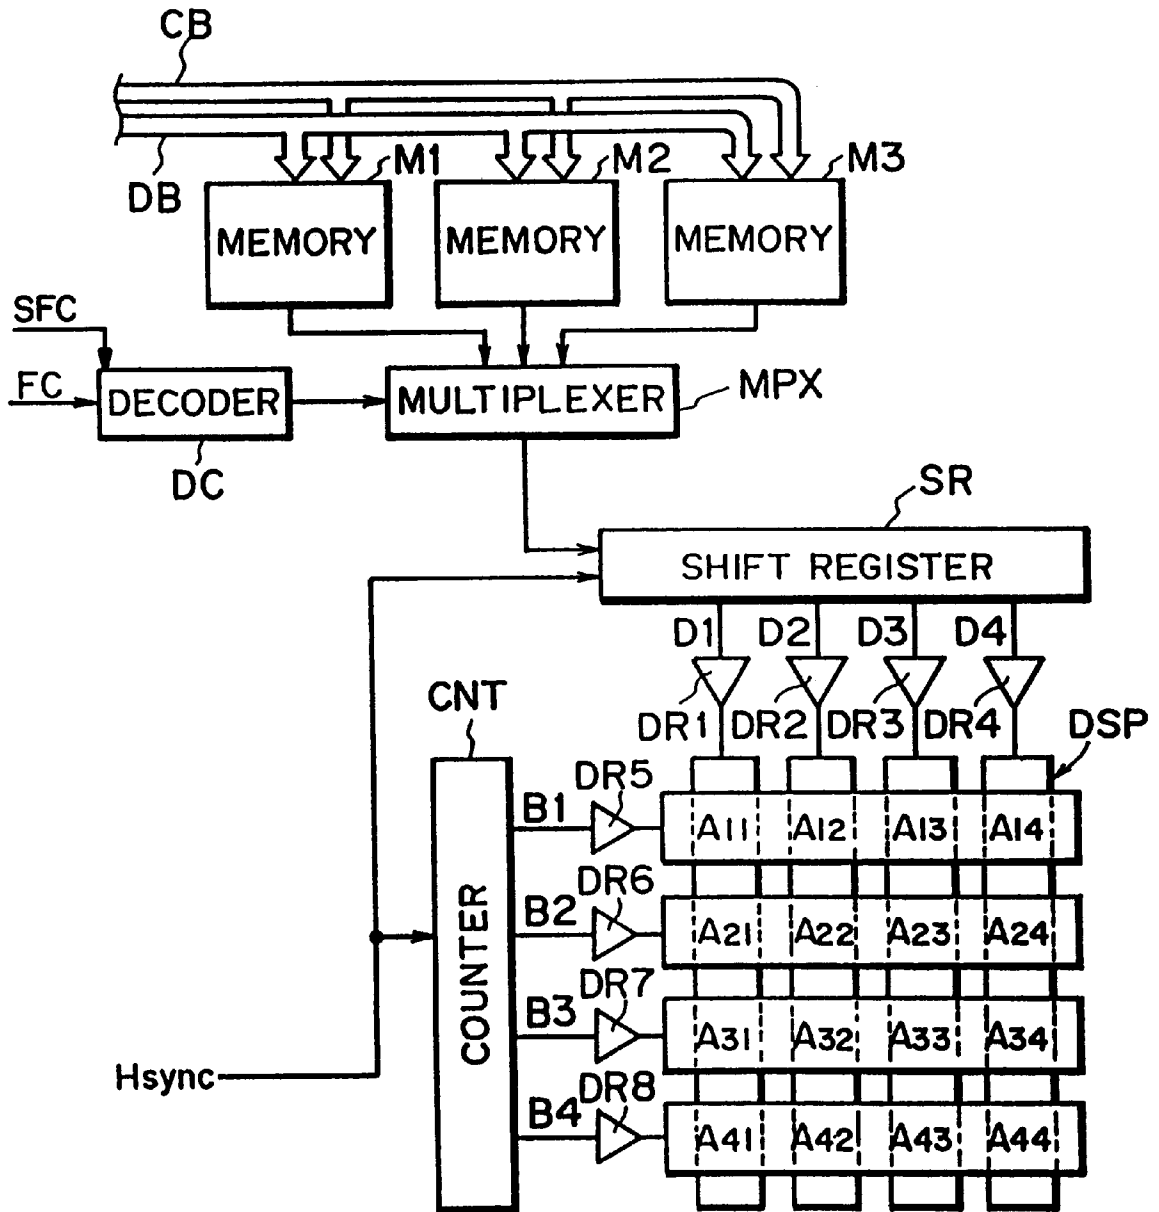 CB
DB
M1
M2
M3
MEMORY
MEMORY
MEMORY
SFC
FC
DECODER
DC
MULTIPLEXER
MPX
SR
SHIFT REGISTER
D1
D2
D3
D4
DR1
DR2
DR3
DR4
DSP
CNT
COUNTER
Hsync
B1
DR5
A11
A12
A13
A14
B2
DR6
A21
A22
A23
A24
B3
DR7
A31
A32
A33
A34
B4
DR8
A41
A42
A43
A44